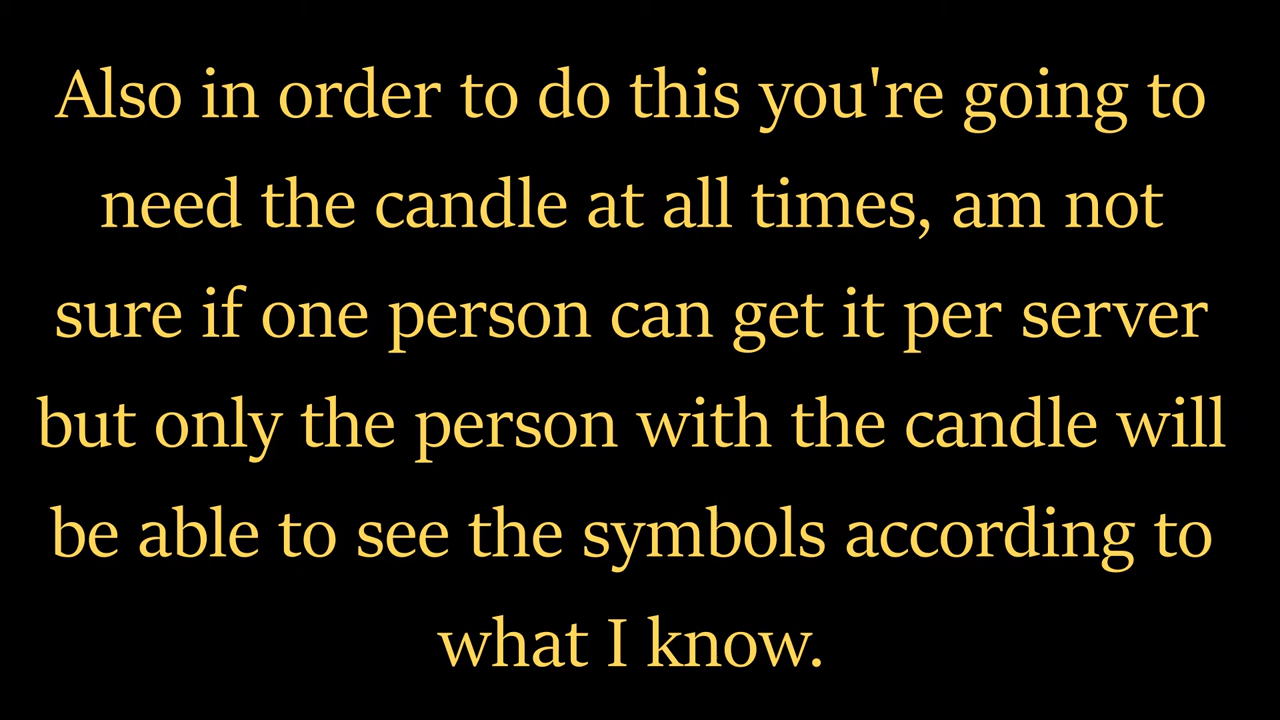 Also in order to do this you're going to
need the candle at all times, am not
sure if one person can get it per server
but only the person with the candle will
be able to see the symbols according to
what I know.